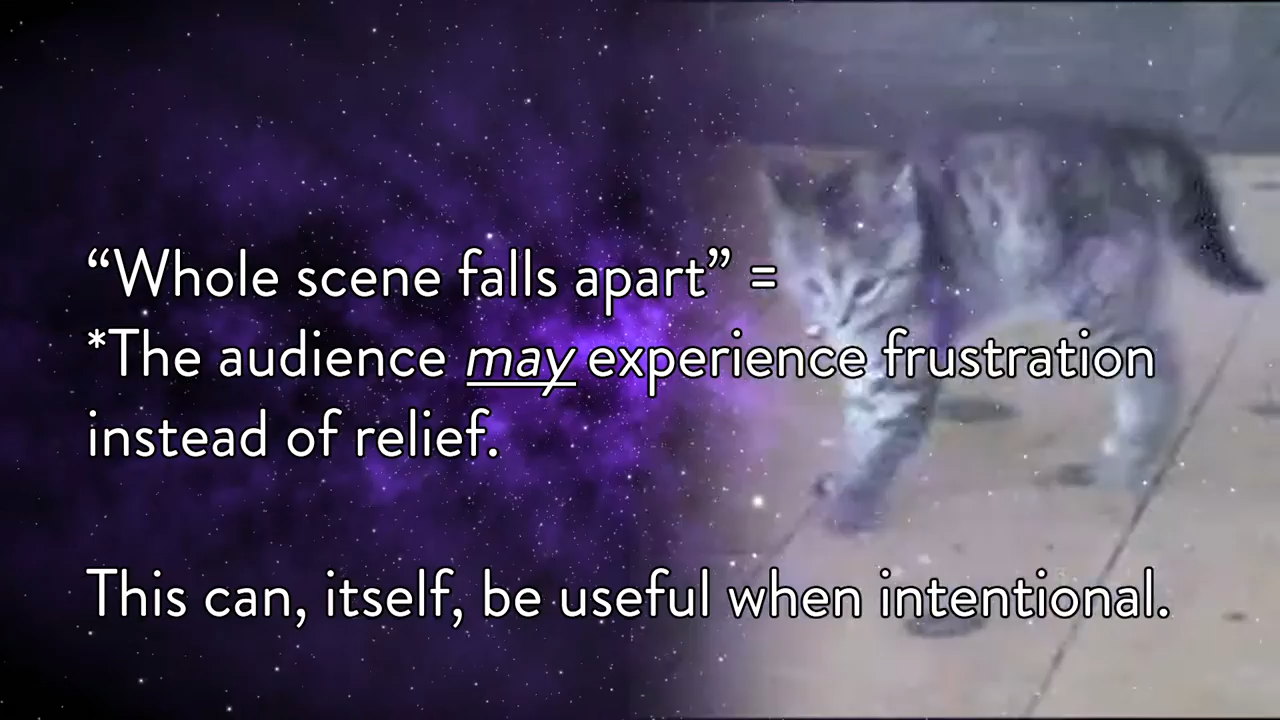 “Whole scene falls apart” =
*The audience may experience frustration
instead of relief.
This can, itself, be useful when intentional.